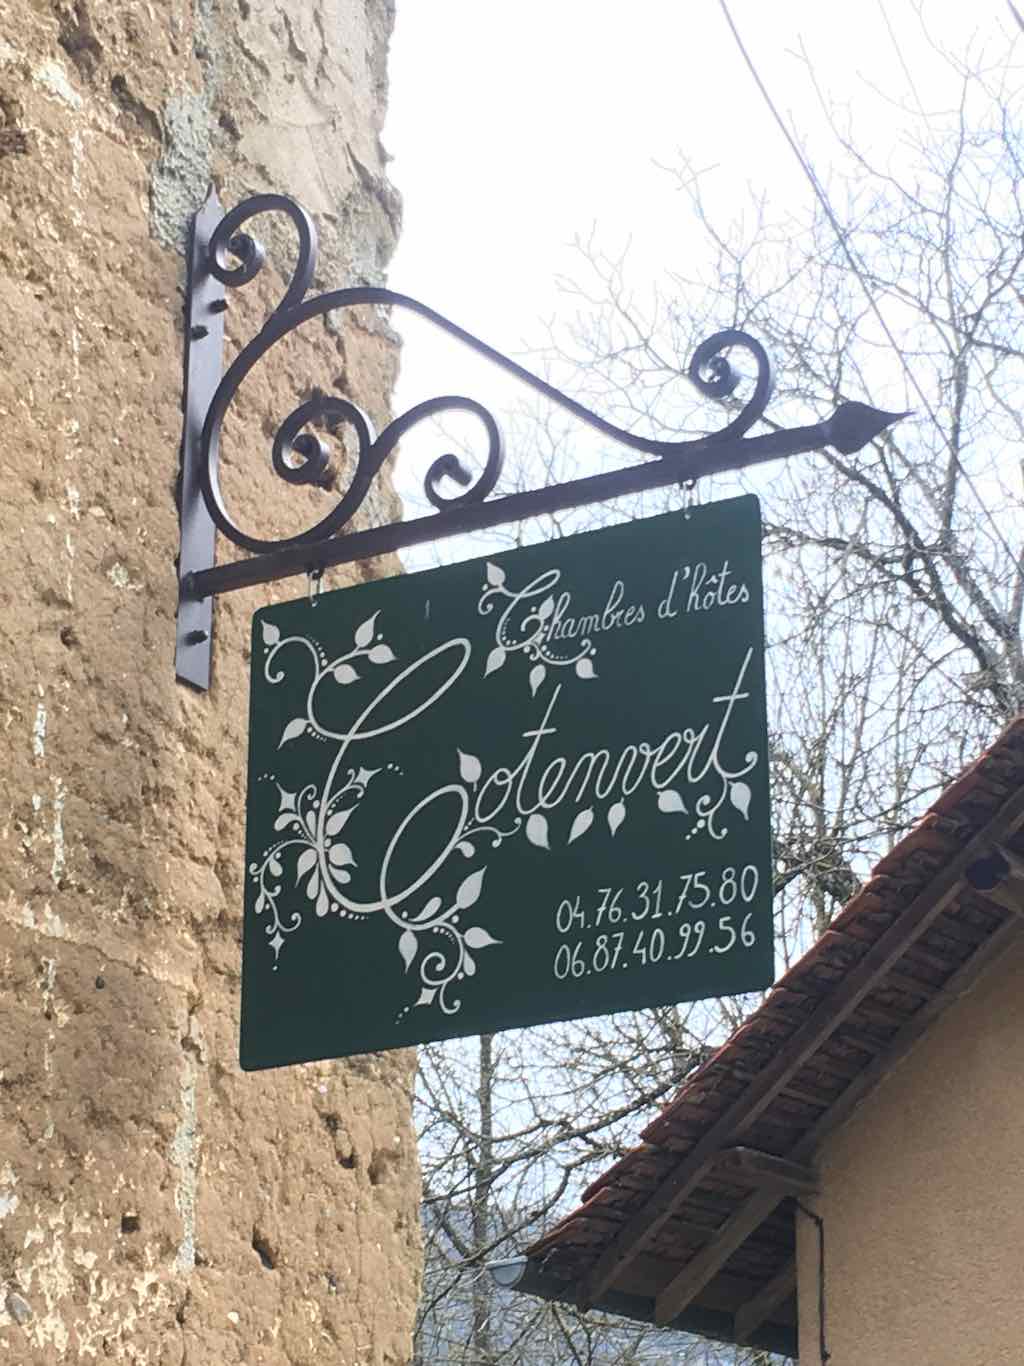 Chambres d'hôtes
Cotenvert
04.76.31.75.80
06.87.40.99.56